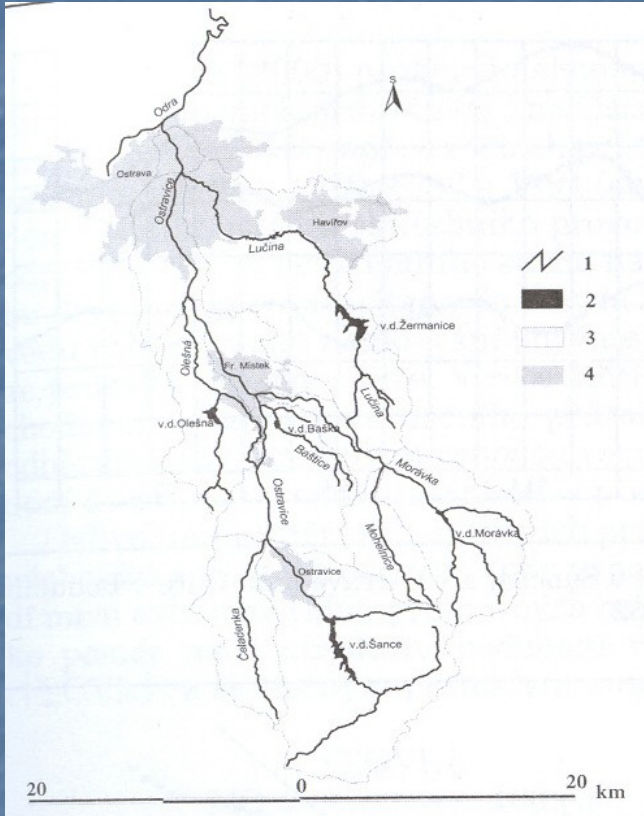 Odra
S
Ostrava
Ostravice
Havířov
Lučina
1
2
v.d.Žermanice
3
Olešná
Fr. Místek
4
Lučina
v.d.Olešná
v.d.Baška
Baštice
Morávka
Ostravice
Mohelnice
v.d.Morávka
Ostravice
Čeladenka
v.d.Šance
20
0
20
km